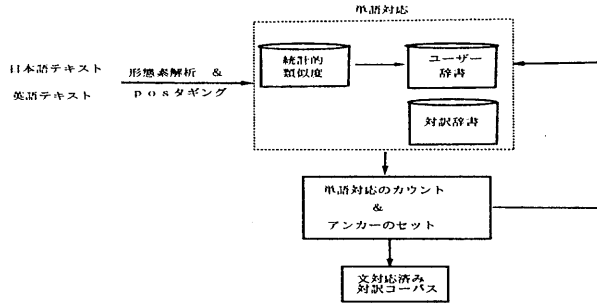 単語対応
日本語テキスト
英語テキスト
形態素解析 &
posタギング
統計的
類似度
ユーザー
辞書
対訳辞書
単語対応のカウント
&
アンカーのセット
文対応済み
対訳コーパス